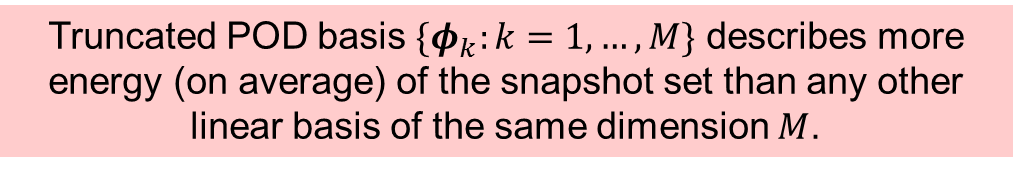 Truncated POD basis {𝝓ₖ: k = 1, … , M} describes more
energy (on average) of the snapshot set than any other
linear basis of the same dimension M.